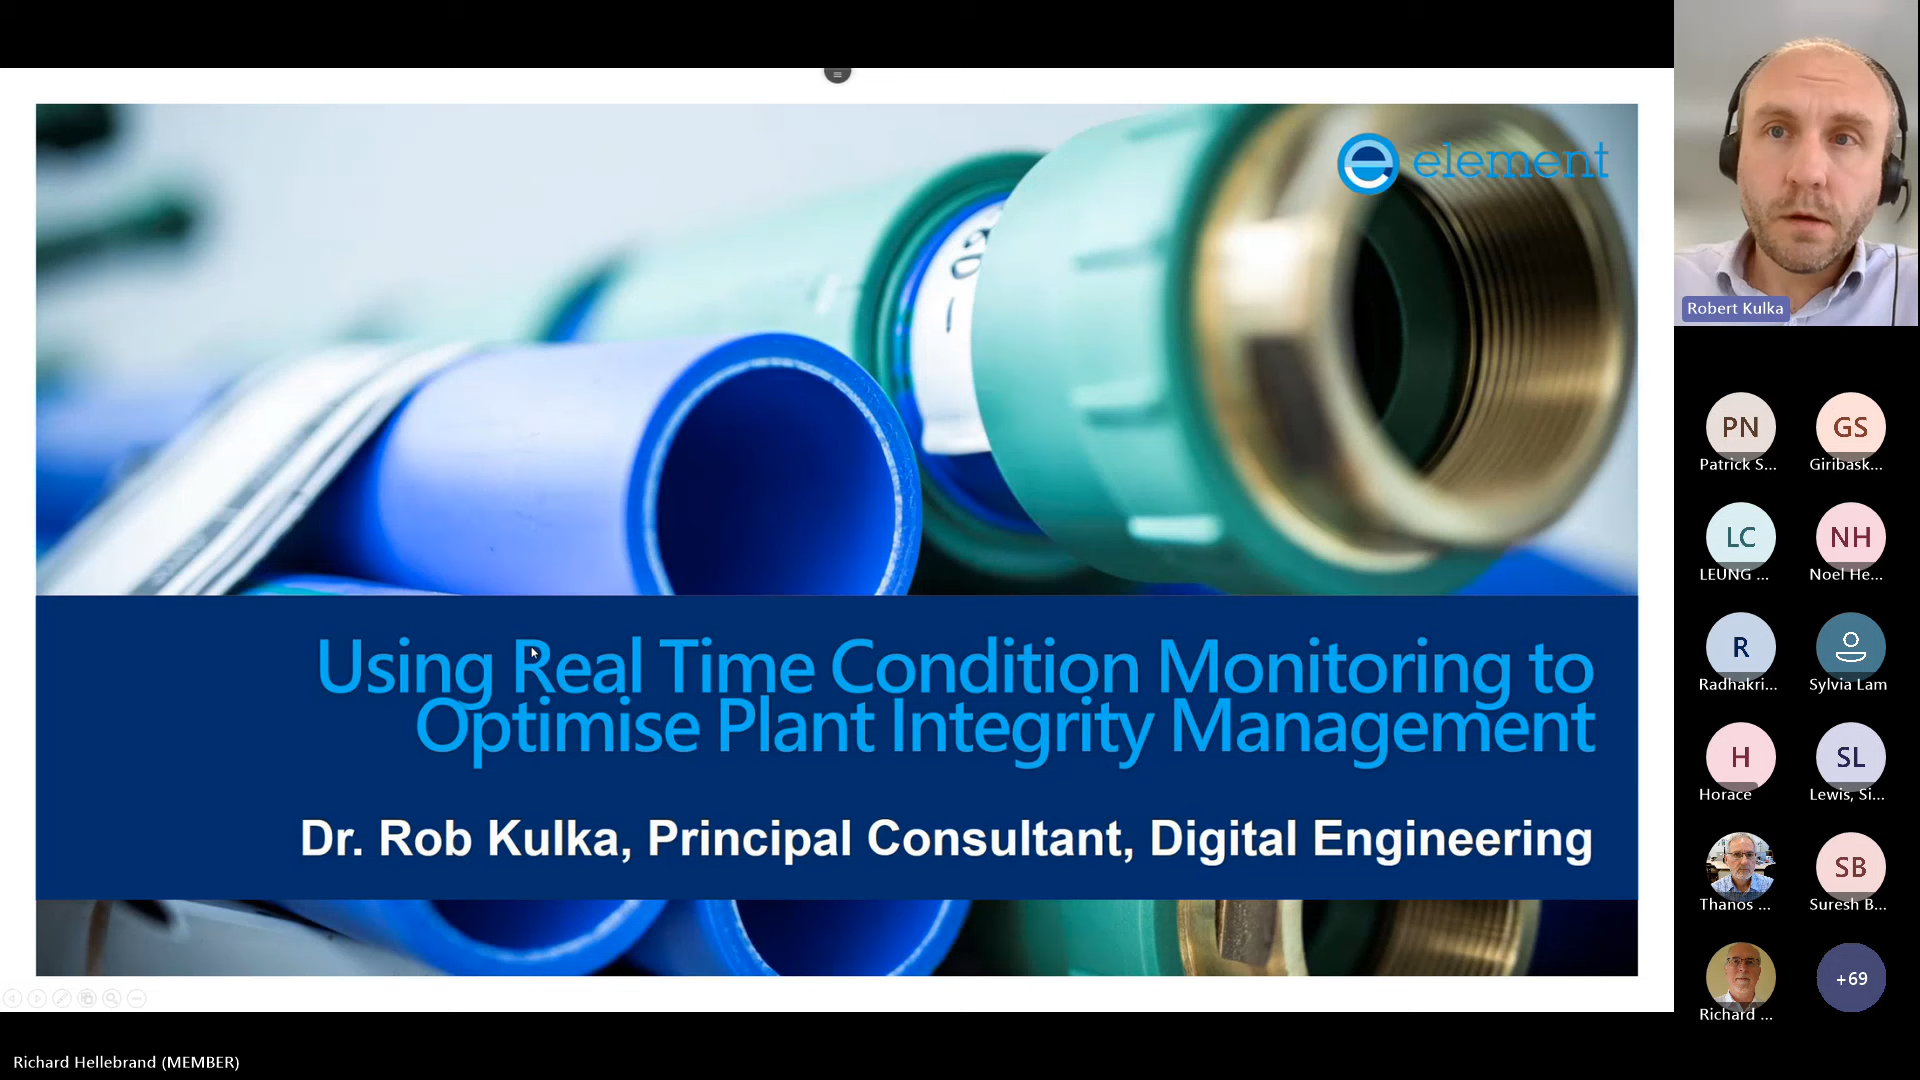 element
Using Real Time Condition Monitoring to
Optimise Plant Integrity Management
Dr. Rob Kulka, Principal Consultant, Digital Engineering
Robert Kulka
PN
Patrick S...
GS
Giribask...
LC
LEUNG ...
NH
Noel He...
R
Radhakri...
Sylvia Lam
H
Horace
SL
Lewis, Si...
Thanos ...
SB
Suresh B...
Richard ...
+69
Richard Hellebrand (MEMBER)